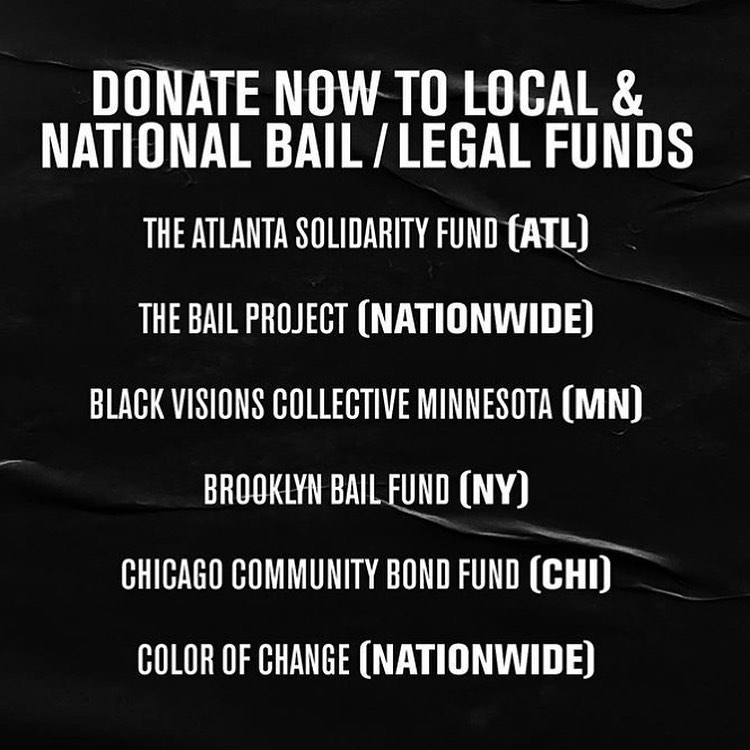 DONATE NOW TO LOCAL &
NATIONAL BAIL / LEGAL FUNDS
THE ATLANTA SOLIDARITY FUND (ATL)
THE BAIL PROJECT (NATIONWIDE)
BLACK VISIONS COLLECTIVE MINNESOTA (MN)
BROOKLYN BAIL FUND (NY)
CHICAGO COMMUNITY BOND FUND (CHI)
COLOR OF CHANGE (NATIONWIDE)